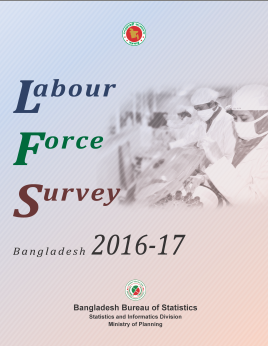 Labour
Force
Survey
Bangladesh 2016-17
Bangladesh Bureau of Statistics
Statistics and Informatics Division
Ministry of Planning